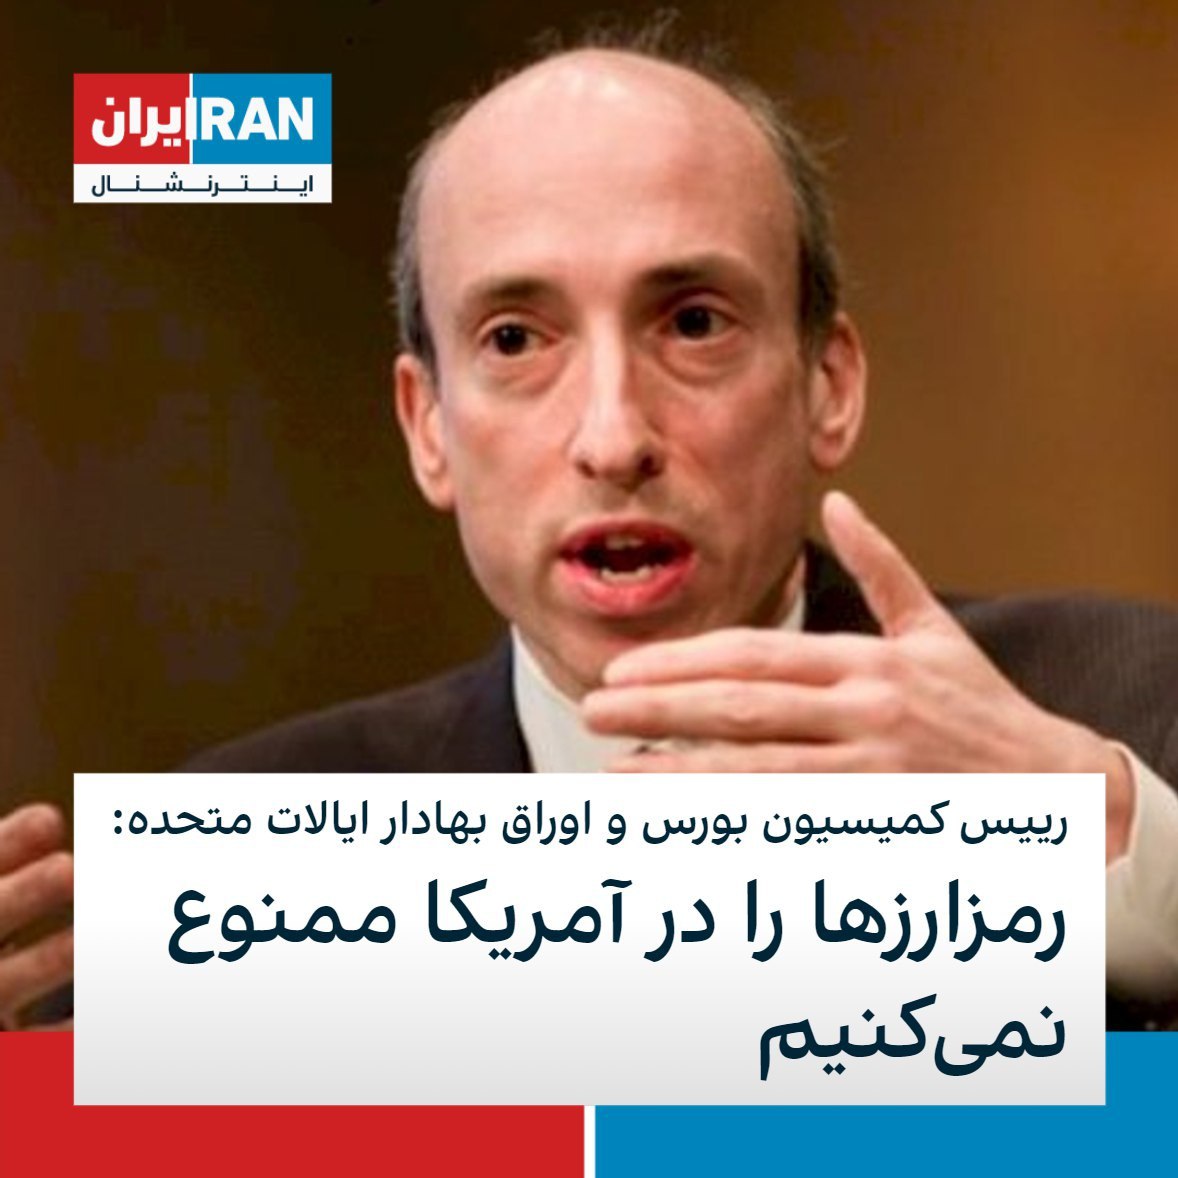 ایران IRAN
اینترنشنال
رییس کمیسیون بورس و اوراق بهادار ایالات متحده:
رمزارزها را در آمریکا ممنوع
نمی‌کنیم